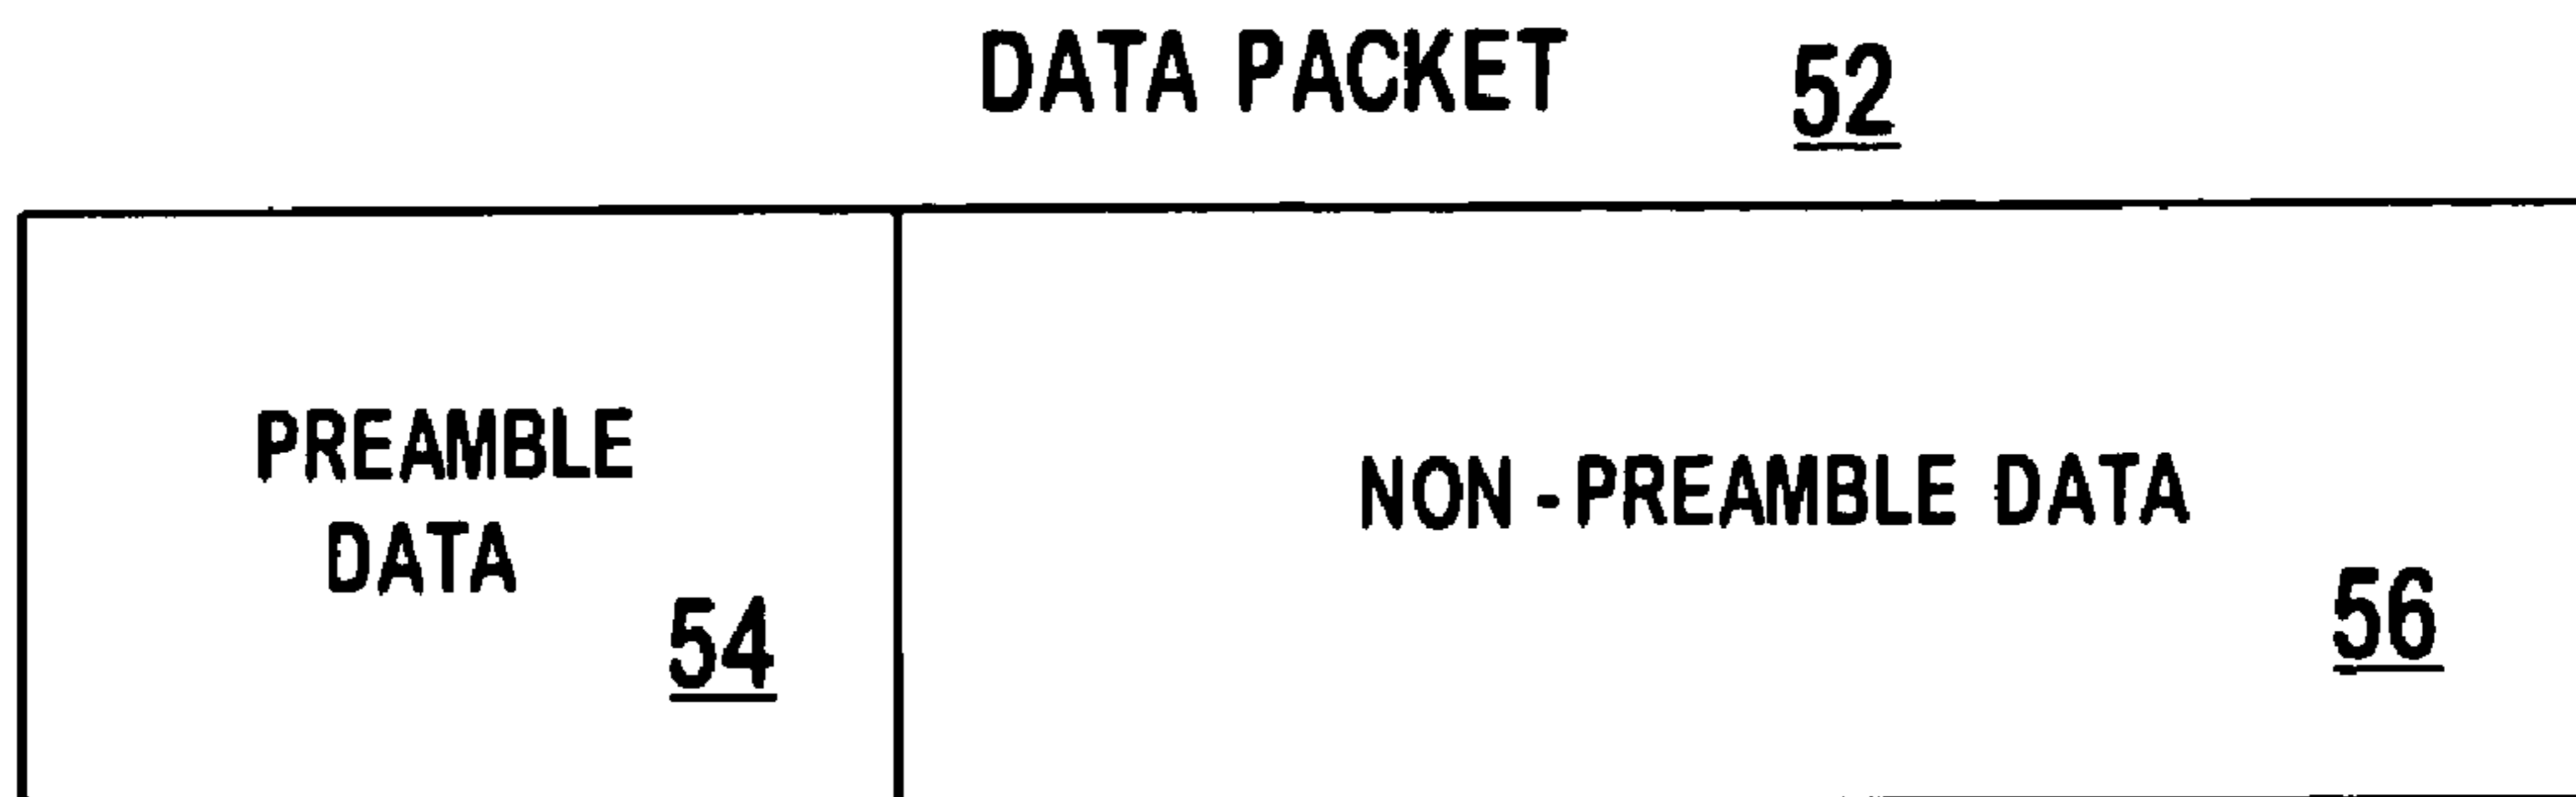 DATA PACKET 52
PREAMBLE
DATA
54
NON-PREAMBLE DATA
56